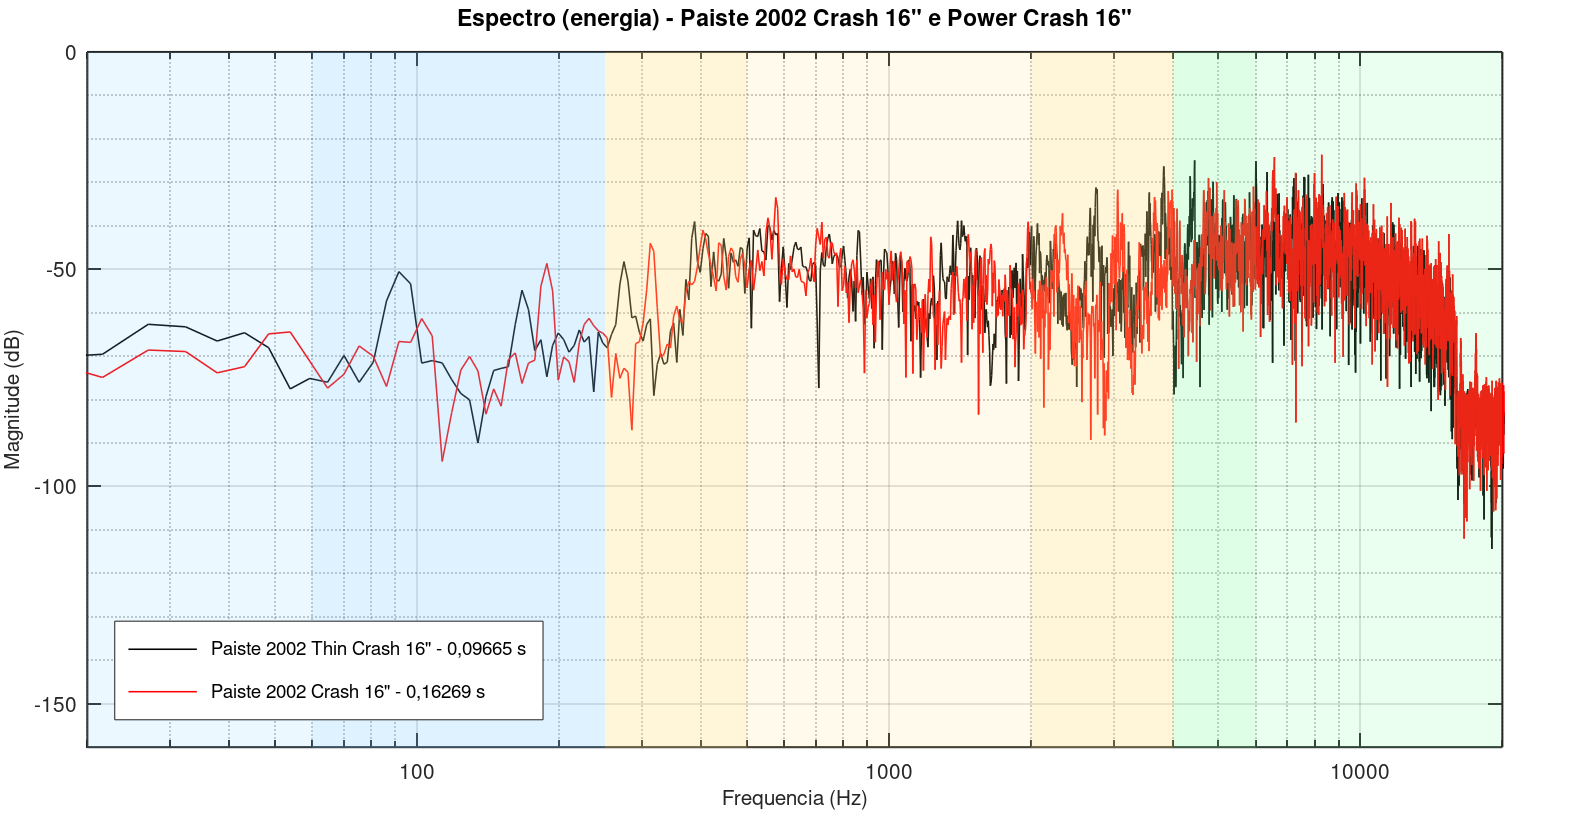 Espectro (energia) - Paiste 2002 Crash 16" e Power Crash 16"
0
-50
-100
-150
Magnitude (dB)
Paiste 2002 Thin Crash 16" - 0,09665 s
Paiste 2002 Crash 16" - 0,16269 s
100
1000
10000
Frequencia (Hz)